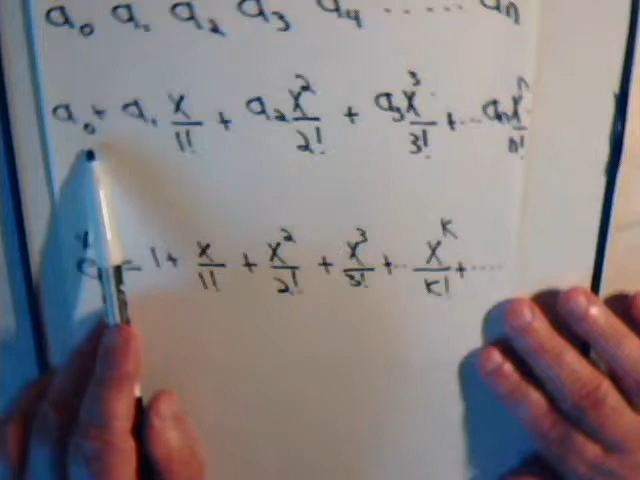 a₀ a₁ a₂ a₃ a₄ ...... aₙ
a₀ + a₁ x/1! + a₂ x²/2! + a₃ x³/3! + ... aₙ xⁿ/n!
eˣ = 1 + x/1! + x²/2! + x³/3! + ... xᴷ/K! + ....